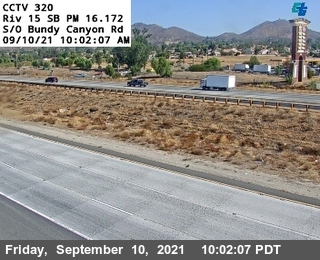 CCTV 320
Riv 15 SB PM 16.172
S/O Bundy Canyon Rd
09/10/21 10:02:07 AM
Friday, September 10, 2021 10:02:07 PDT